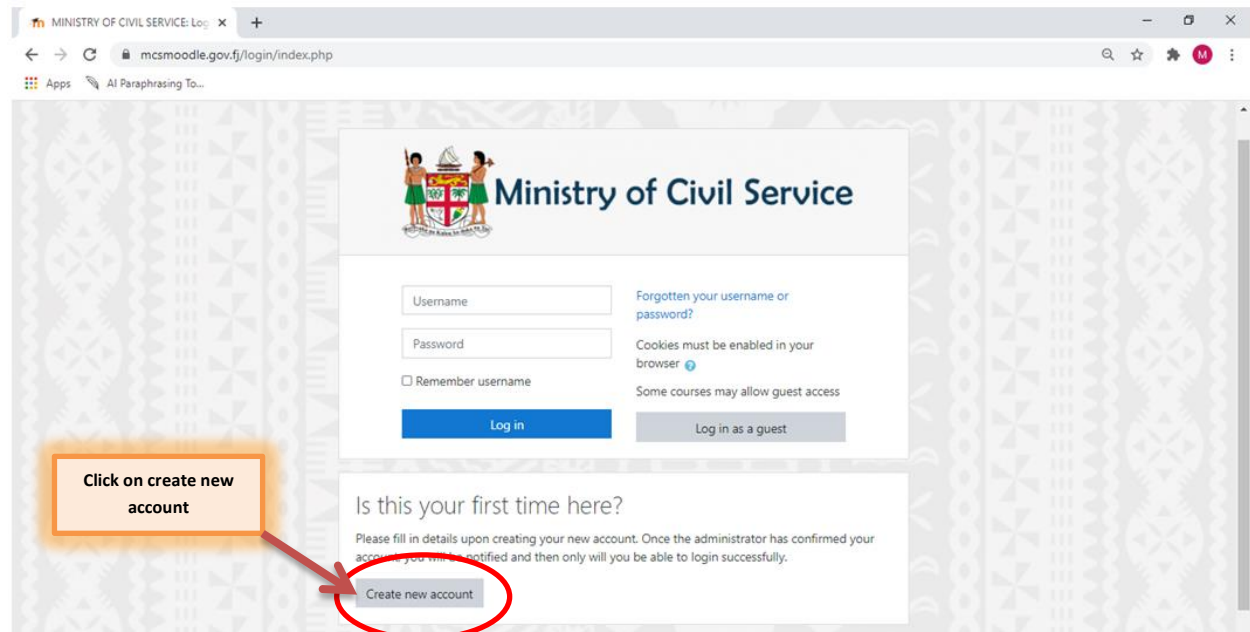 MINISTRY OF CIVIL SERVICE: Log
mcsmoodle.gov.fj/login/index.php
M
Apps
AI Paraphrasing To...
Ministry of Civil Service
Username
Forgotten your username or
password?
Password
Cookies must be enabled in your
browser
Remember username
Some courses may allow guest access
Log in
Log in as a guest
Click on create new
account
Is this your first time here?
Please fill in details upon creating your new account. Once the administrator has confirmed your
account, you will be notified and then only will you be able to login successfully.
Create new account